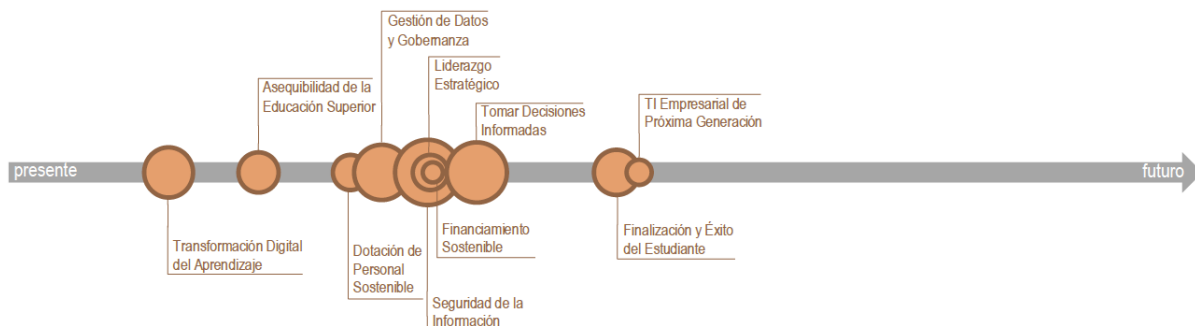 Gestión de Datos
y Gobernanza
Liderazgo
Estratégico
Asequibilidad de la
Educación Superior
Tomar Decisiones
Informadas
TI Empresarial de
Próxima Generación
presente
futuro
Transformación Digital
del Aprendizaje
Dotación de
Personal
Sostenible
Financiamiento
Sostenible
Finalización y Éxito
del Estudiante
Seguridad de la
Información